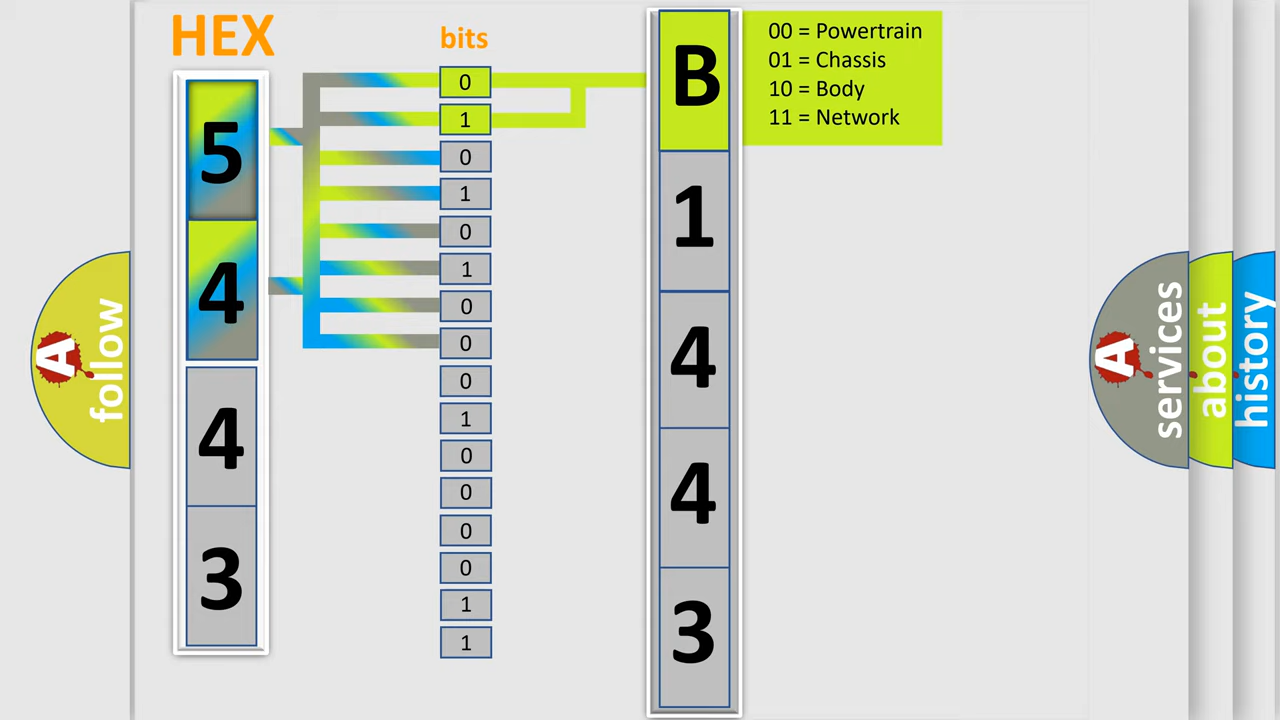 HEX
bits
5
4
4
3
0
1
0
1
0
1
0
0
0
1
0
0
0
0
1
1
B
1
4
4
3
00 = Powertrain
01 = Chassis
10 = Body
11 = Network
A
follow
A
services
about
history